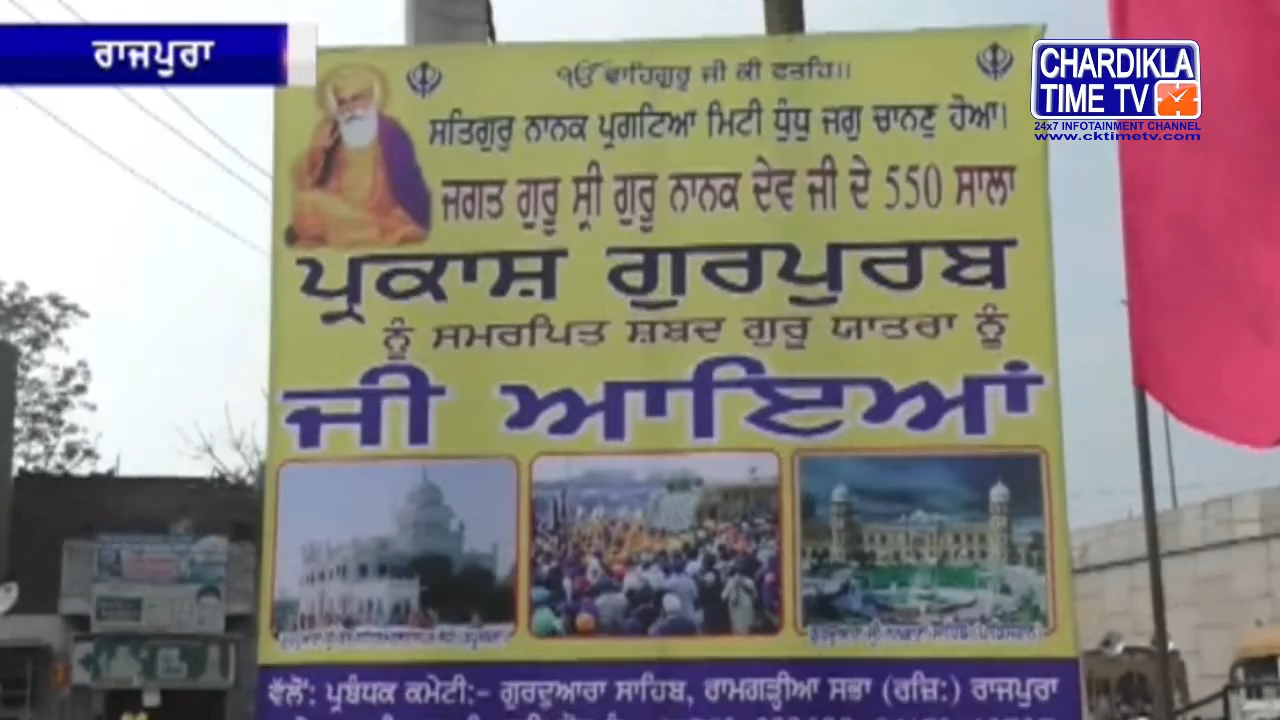 ਰਾਜਪੁਰਾ
CHARDIKLA
TIME TV
24x7 INFOTAINMENT CHANNEL
www.cktimetv.com
ੴ ਵਾਹਿਗੁਰੂ ਜੀ ਕੀ ਫਤਹਿ॥
ਸਤਿਗੁਰੁ ਨਾਨਕ ਪ੍ਰਗਟਿਆ ਮਿਟੀ ਧੁੰਧੁ ਜਗੁ ਚਾਨਣੁ ਹੋਆ।
ਜਗਤ ਗੁਰੂ ਸ੍ਰੀ ਗੁਰੂ ਨਾਨਕ ਦੇਵ ਜੀ ਦੇ 550 ਸਾਲਾ
ਪ੍ਰਕਾਸ਼ ਗੁਰਪੁਰਬ
ਨੂੰ ਸਮਰਪਿਤ ਸ਼ਬਦ ਗੁਰੂ ਯਾਤਰਾ ਨੂੰ
ਜੀ ਆਇਆਂ
ਵੱਲੋਂ: ਪ੍ਰਬੰਧਕ ਕਮੇਟੀ:- ਗੁਰਦੁਆਰਾ ਸਾਹਿਬ, ਰਾਮਗੜ੍ਹੀਆ ਸਭਾ (ਰਜ਼ਿ:) ਰਾਜਪੁਰਾ